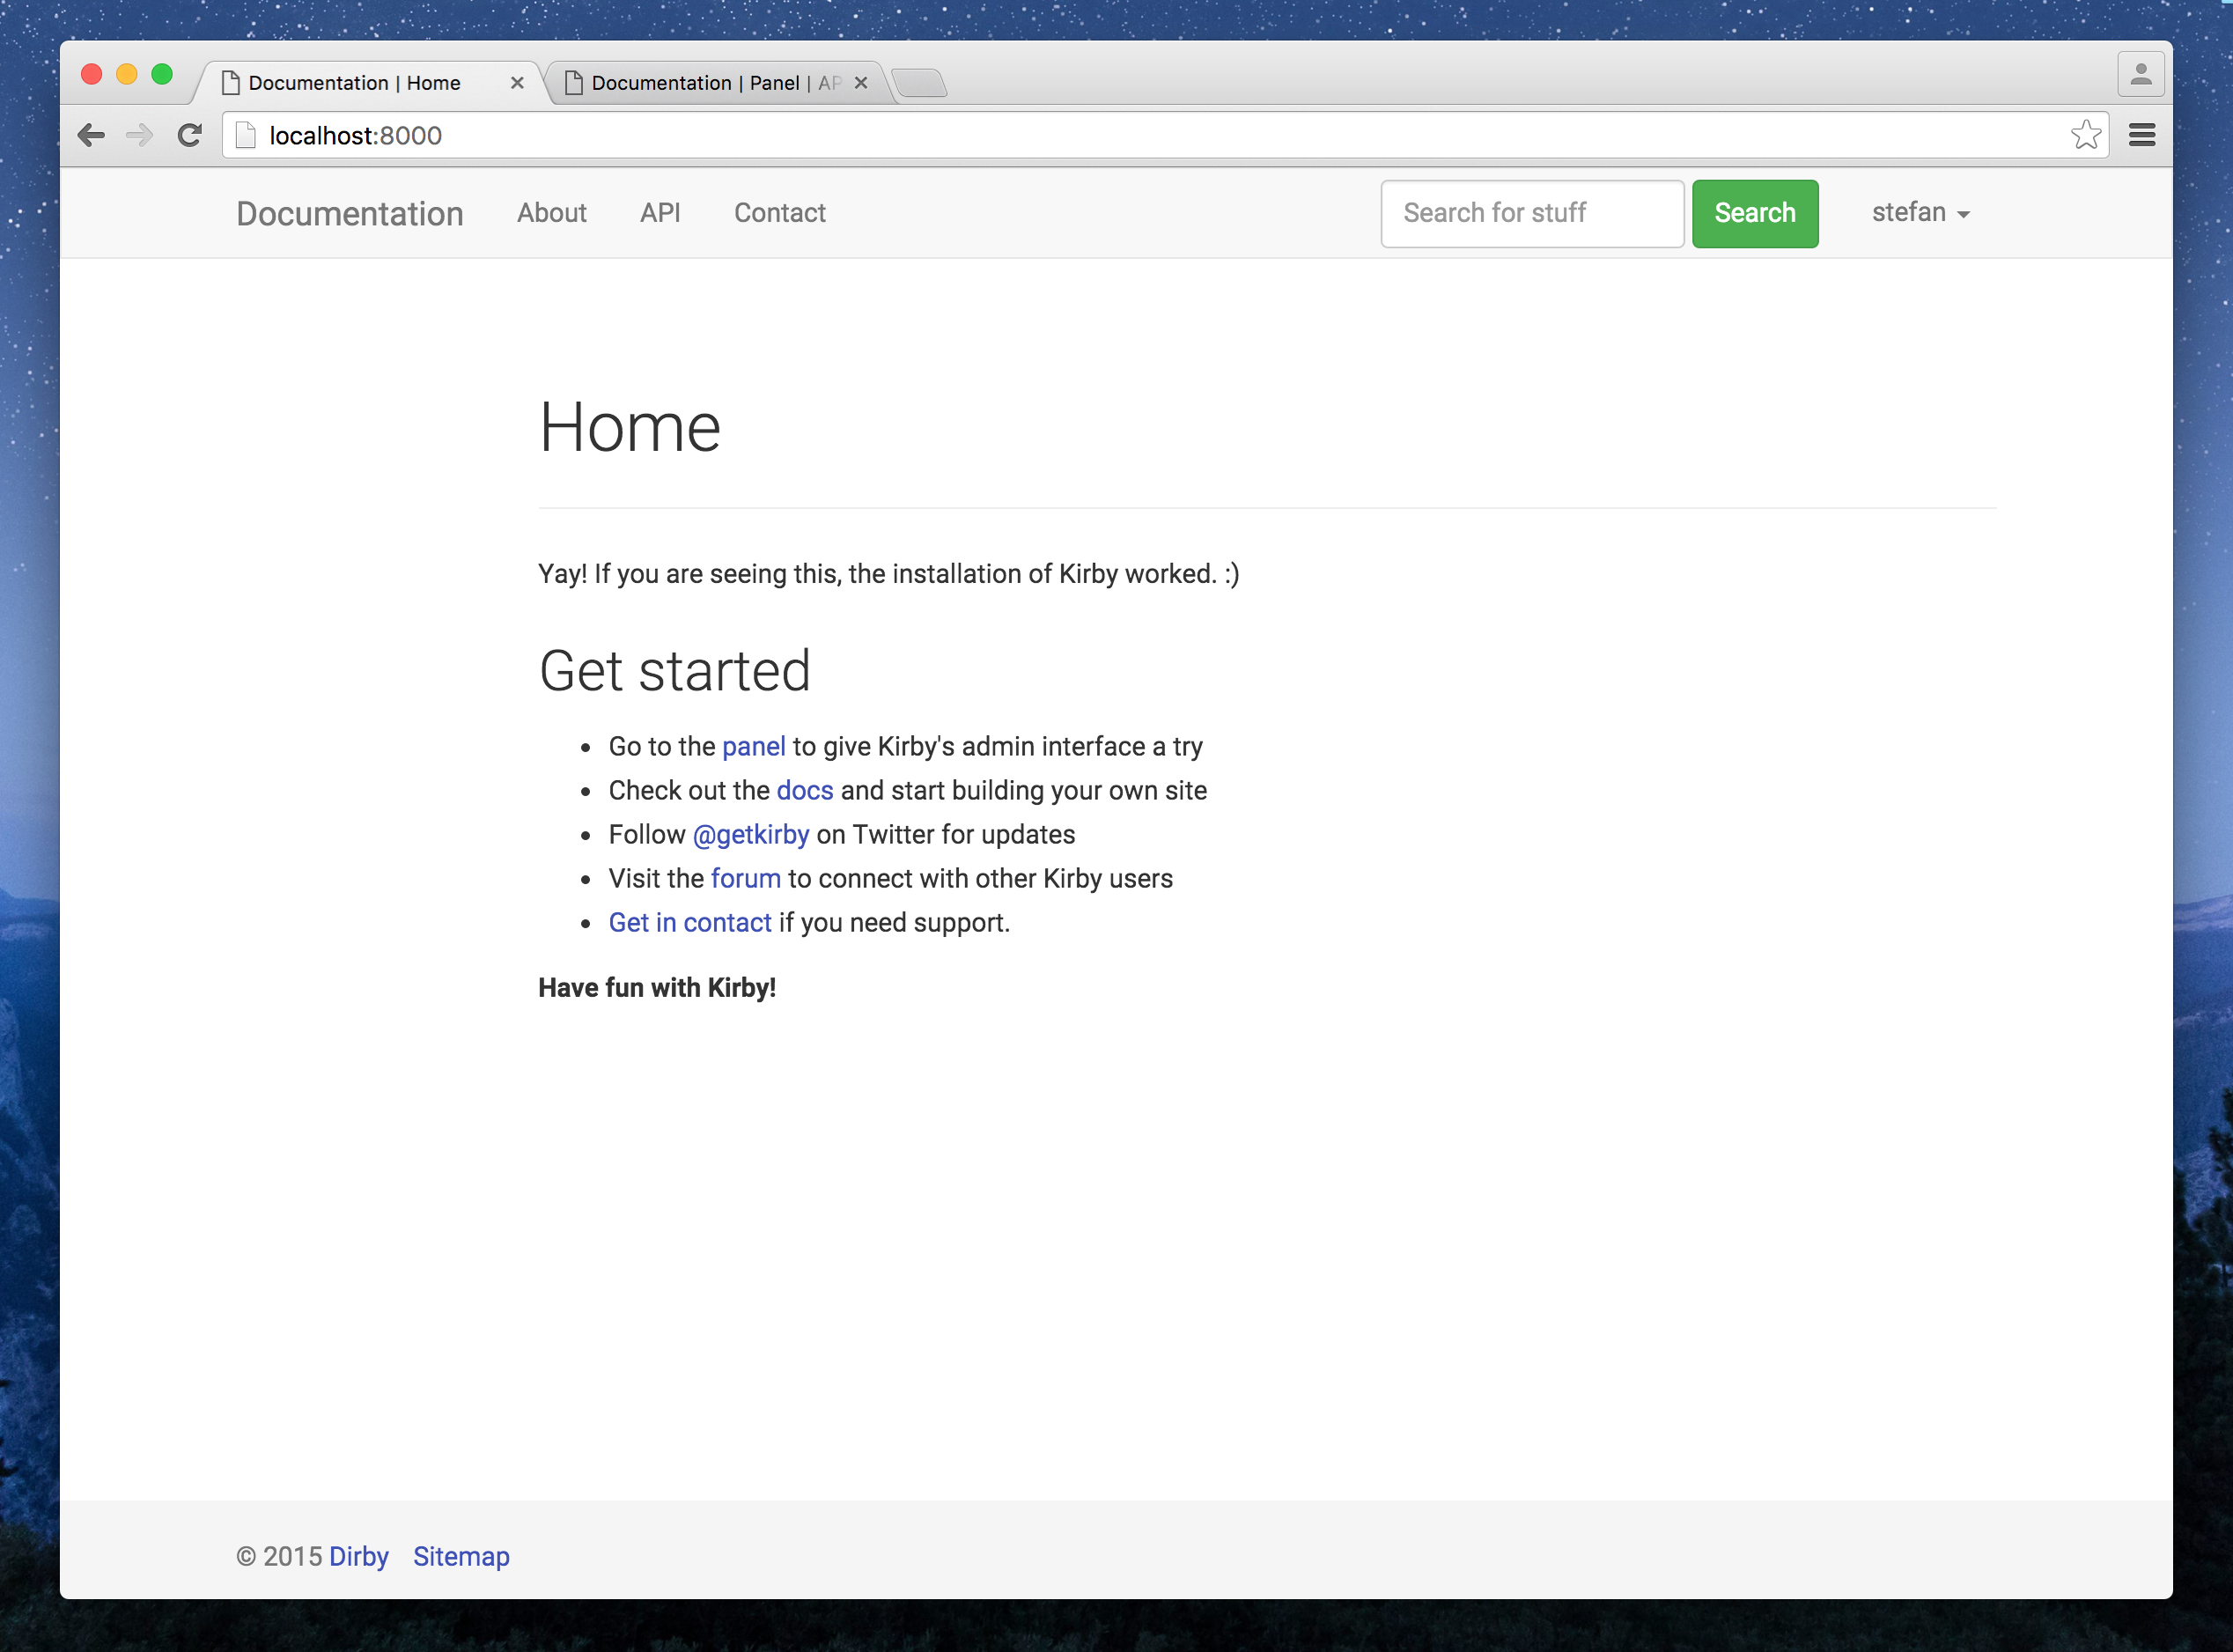 Documentation | Home
Documentation | Panel | AP
localhost:8000
Documentation About API Contact Search for stuff Search stefan
Home
Yay! If you are seeing this, the installation of Kirby worked. :)
Get started
• Go to the panel to give Kirby's admin interface a try
• Check out the docs and start building your own site
• Follow @getkirby on Twitter for updates
• Visit the forum to connect with other Kirby users
• Get in contact if you need support.
Have fun with Kirby!
© 2015 Dirby Sitemap